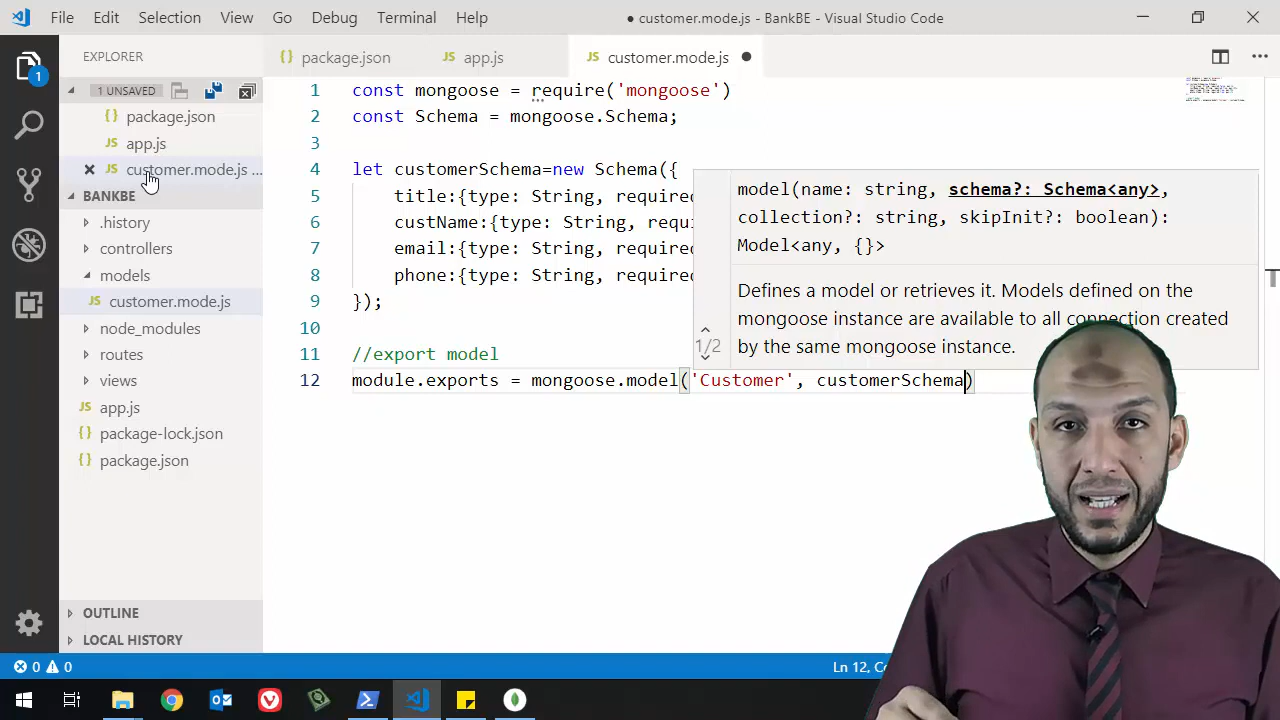 File Edit Selection View Go Debug Terminal Help
● customer.mode.js - BankBE - Visual Studio Code
1
EXPLORER
1 UNSAVED
package.json
app.js
customer.mode.js ...
BANKBE
.history
controllers
models
customer.mode.js
node_modules
routes
views
app.js
package-lock.json
package.json
OUTLINE
LOCAL HISTORY
package.json app.js customer.mode.js
1 const mongoose = require('mongoose')
2 const Schema = mongoose.Schema;
3
4 let customerSchema=new Schema({
5 title:{type: String, required
6 custName:{type: String, requi
7 email:{type: String, required
8 phone:{type: String, required
9 });
10
11 //export model
12 module.exports = mongoose.model('Customer', customerSchema)
model(name: string, schema?: Schema<any>,
collection?: string, skipInit?: boolean):
Model<any, {}>
Defines a model or retrieves it. Models defined on the
mongoose instance are available to all connection created
1/2
by the same mongoose instance.
0 0
Ln 12,